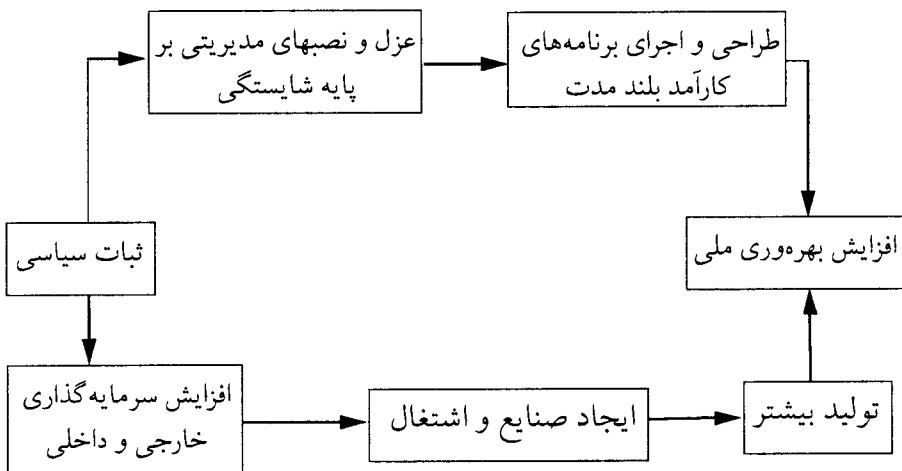 عزل و نصبهای مدیریتی بر
پایه شایستگی
طراحی و اجرای برنامه‌های
کارآمد بلند مدت
ثبات سیاسی
افزایش بهره‌وری ملی
افزایش سرمایه‌گذاری
خارجی و داخلی
ایجاد صنایع و اشتغال
تولید بیشتر